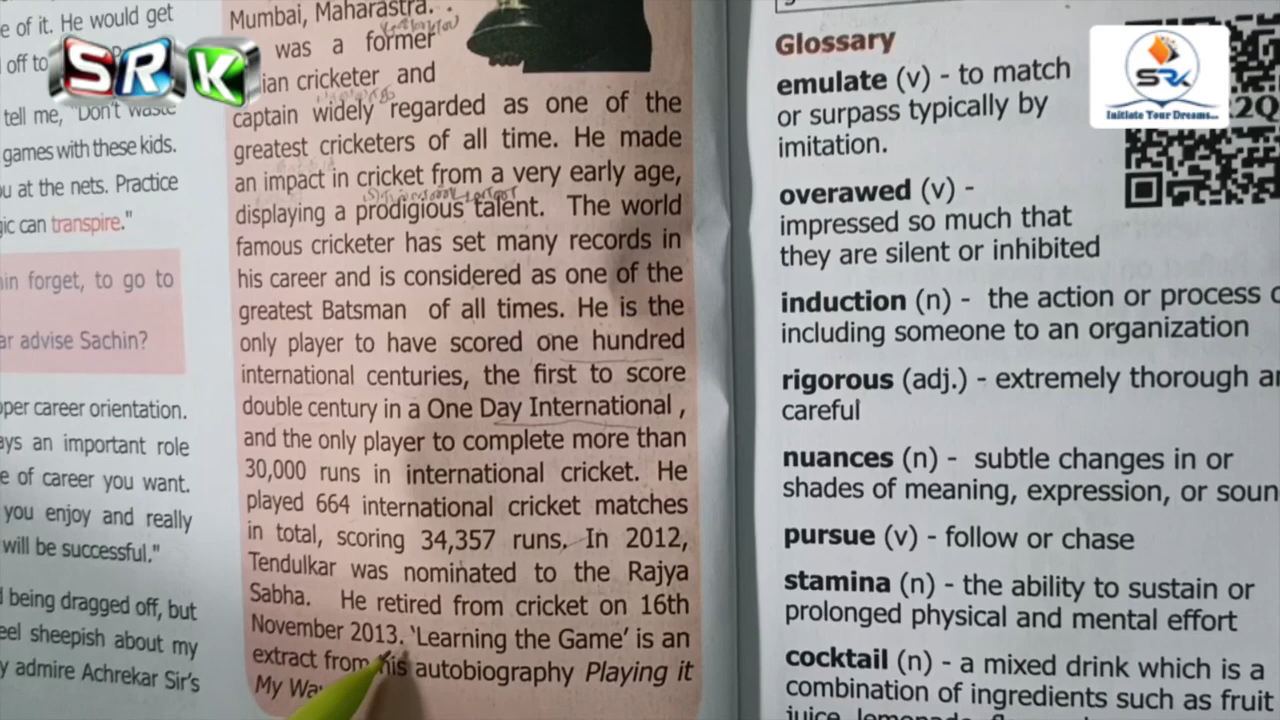 e of it. He would get
off to
tell me, "Don't waste
games with these kids.
u at the nets. Practice
gic can transpire."
in forget, to go to
ar advise Sachin?
per career orientation.
ays an important role
e of career you want.
you enjoy and really
will be successful."
being dragged off, but
eel sheepish about my
y admire Achrekar Sir's
SRK
Mumbai, Maharastra.
was a former
ian cricketer and
captain widely regarded as one of the
greatest cricketers of all time. He made
an impact in cricket from a very early age,
displaying a prodigious talent. The world
famous cricketer has set many records in
his career and is considered as one of the
greatest Batsman of all times. He is the
only player to have scored one hundred
international centuries, the first to score
double century in a One Day International ,
and the only player to complete more than
30,000 runs in international cricket. He
played 664 international cricket matches
in total, scoring 34,357 runs. In 2012,
Tendulkar was nominated to the Rajya
Sabha. He retired from cricket on 16th
November 2013. 'Learning the Game' is an
extract from his autobiography Playing it
My Wa
Glossary
emulate (v) - to match
or surpass typically by
imitation.
overawed (v) -
impressed so much that
they are silent or inhibited
induction (n) - the action or process o
including someone to an organization
rigorous (adj.) - extremely thorough an
careful
nuances (n) - subtle changes in or
shades of meaning, expression, or soun
pursue (v) - follow or chase
stamina (n) - the ability to sustain or
prolonged physical and mental effort
cocktail (n) - a mixed drink which is a
combination of ingredients such as fruit
juice, lemonade,
SRK
Initiate Your Dreams...
2Q